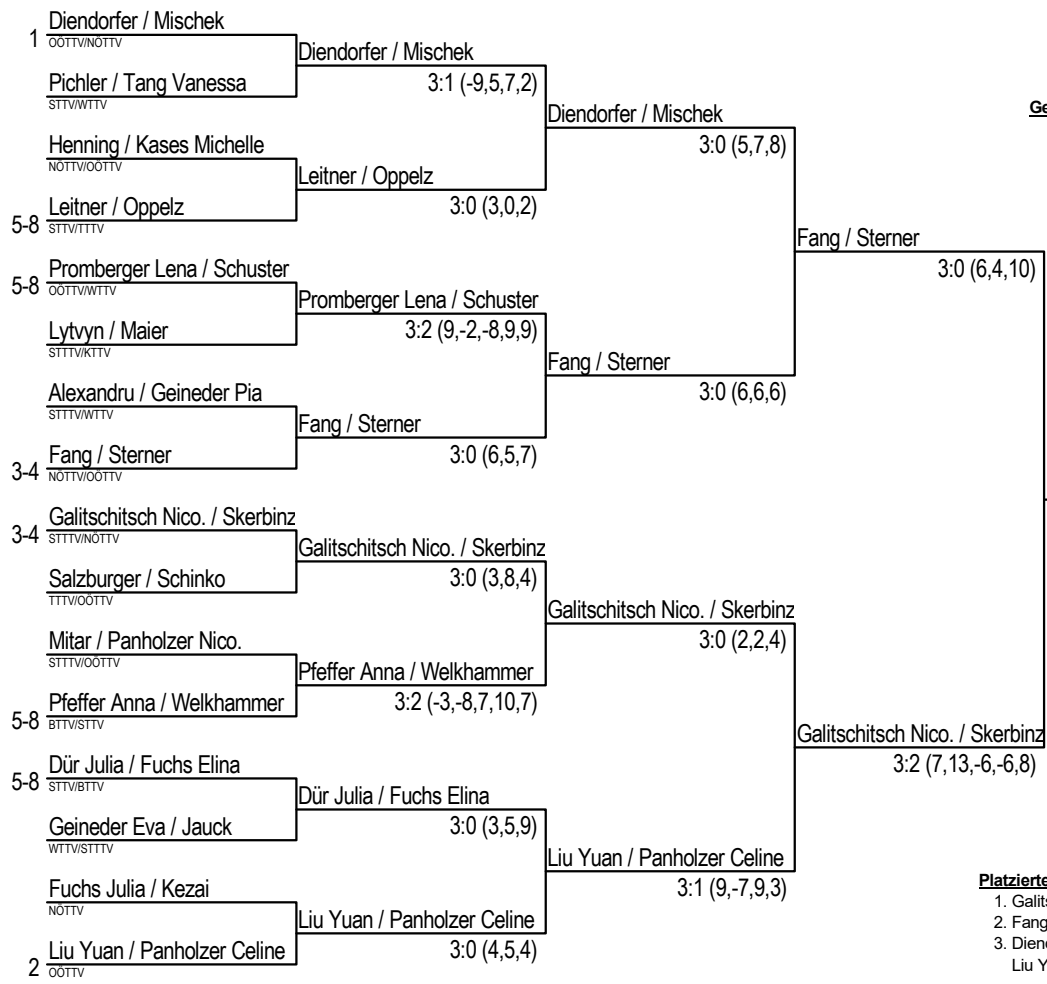 Diendorfer / Mischek
1
OÖTTV/NÖTTV
Pichler / Tang Vanessa
STTV/WTTV
Henning / Kases Michelle
NÖTTV/OÖTTV
Leitner / Oppelz
5-8
STTV/TTTV
Promberger Lena / Schuster
5-8
OÖTTV/WTTV
Lytvyn / Maier
STTTV/KTTV
Alexandru / Geineder Pia
STTTV/WTTV
Fang / Sterner
3-4
NÖTTV/OÖTTV
Galitschitsch Nico. / Skerbinz
3-4
STTTV/NÖTTV
Salzburger / Schinko
TTTV/OÖTTV
Mitar / Panholzer Nico.
STTTV/OÖTTV
Pfeffer Anna / Welkhammer
5-8
BTTV/STTV
Dür Julia / Fuchs Elina
5-8
STTV/BTTV
Geineder Eva / Jauck
WTTV/STTTV
Fuchs Julia / Kezai
NÖTTV
Liu Yuan / Panholzer Celine
2
OÖTTV
Diendorfer / Mischek
3:1 (-9,5,7,2)
Leitner / Oppelz
3:0 (3,0,2)
Promberger Lena / Schuster
3:2 (9,-2,-8,9,9)
Fang / Sterner
3:0 (6,5,7)
Galitschitsch Nico. / Skerbinz
3:0 (3,8,4)
Pfeffer Anna / Welkhammer
3:2 (-3,-8,7,10,7)
Dür Julia / Fuchs Elina
3:0 (3,5,9)
Liu Yuan / Panholzer Celine
3:0 (4,5,4)
Diendorfer / Mischek
3:0 (5,7,8)
Fang / Sterner
3:0 (6,6,6)
Galitschitsch Nico. / Skerbinz
3:0 (2,2,4)
Liu Yuan / Panholzer Celine
3:1 (9,-7,9,3)
Fang / Sterner
3:0 (6,4,10)
Galitschitsch Nico. / Skerbinz
3:2 (7,13,-6,-6,8)
Ge
Platzierte
1. Galits
2. Fang
3. Diend
Liu Y